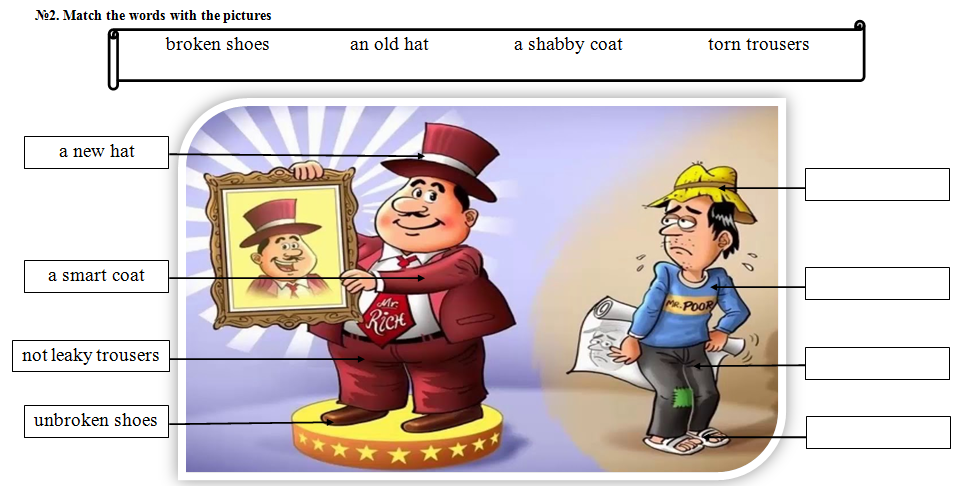 №2. Match the words with the pictures
broken shoes an old hat a shabby coat torn trousers
a new hat
a smart coat
not leaky trousers
unbroken shoes
Mr.
RicH
MR. POOR